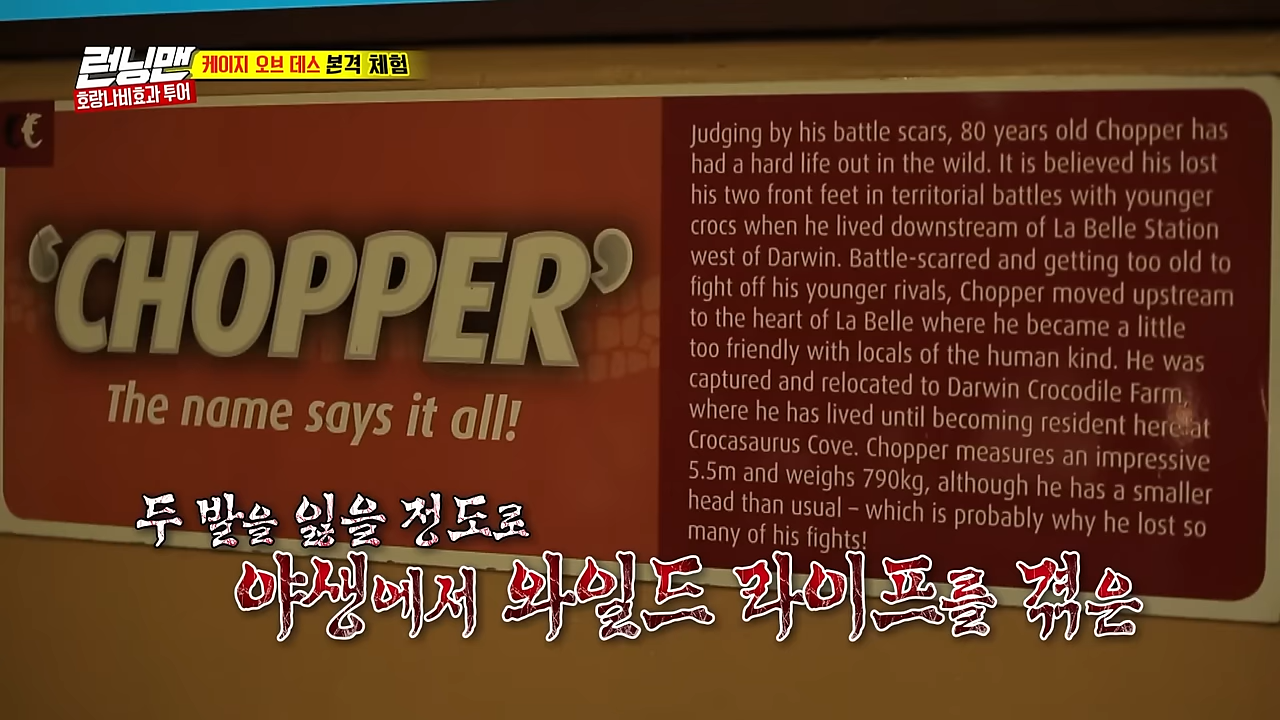 런닝맨
호랑나비효과 투어
케이지 오브 데스 본격 체험
‘CHOPPER’
The name says it all!
Judging by his battle scars, 80 years old Chopper has
had a hard life out in the wild. It is believed his lost
his two front feet in territorial battles with younger
crocs when he lived downstream of La Belle Station
west of Darwin. Battle-scarred and getting too old to
fight off his younger rivals, Chopper moved upstream
to the heart of La Belle where he became a little
too friendly with locals of the human kind. He was
captured and relocated to Darwin Crocodile Farm,
where he has lived until becoming resident here at
Crocasaurus Cove. Chopper measures an impressive
5.5m and weighs 790kg, although he has a smaller
head than usual – which is probably why he lost so
many of his fights!
두 발을 잃을 정도로
야생에서 와일드 라이프를 겪은